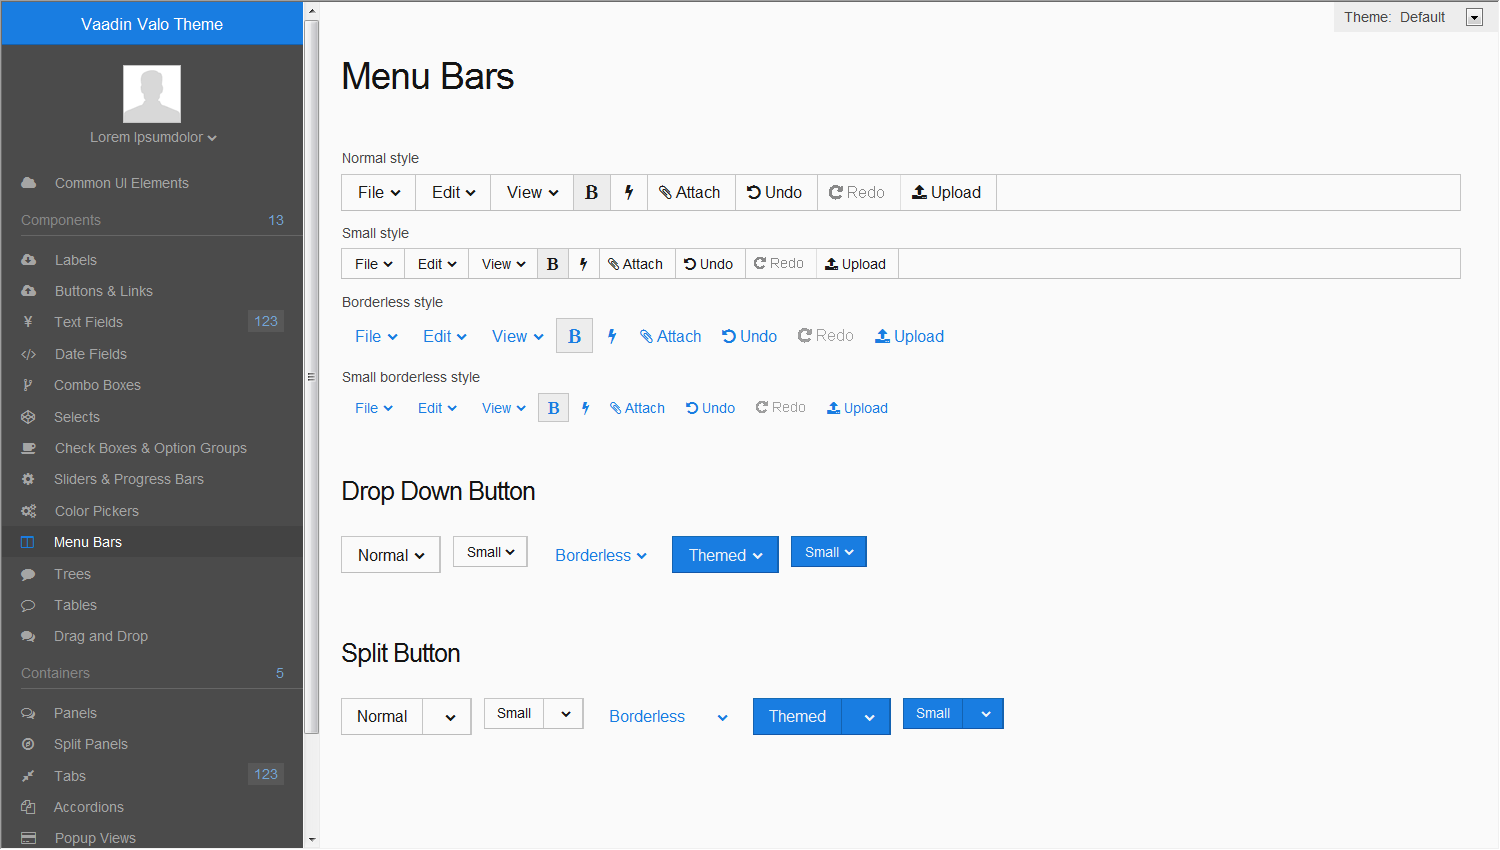 Vaadin Valo Theme
Lorem Ipsumdolor
Common UI Elements
Components 13
Labels
Buttons & Links
Text Fields 123
Date Fields
Combo Boxes
Selects
Check Boxes & Option Groups
Sliders & Progress Bars
Color Pickers
Menu Bars
Trees
Tables
Drag and Drop
Containers 5
Panels
Split Panels
Tabs 123
Accordions
Popup Views
Theme: Default
Menu Bars
Normal style
File Edit View B Attach Undo Redo Upload
Small style
File Edit View B Attach Undo Redo Upload
Borderless style
File Edit View B Attach Undo Redo Upload
Small borderless style
File Edit View B Attach Undo Redo Upload
Drop Down Button
Normal Small Borderless Themed Small
Split Button
Normal Small Borderless Themed Small